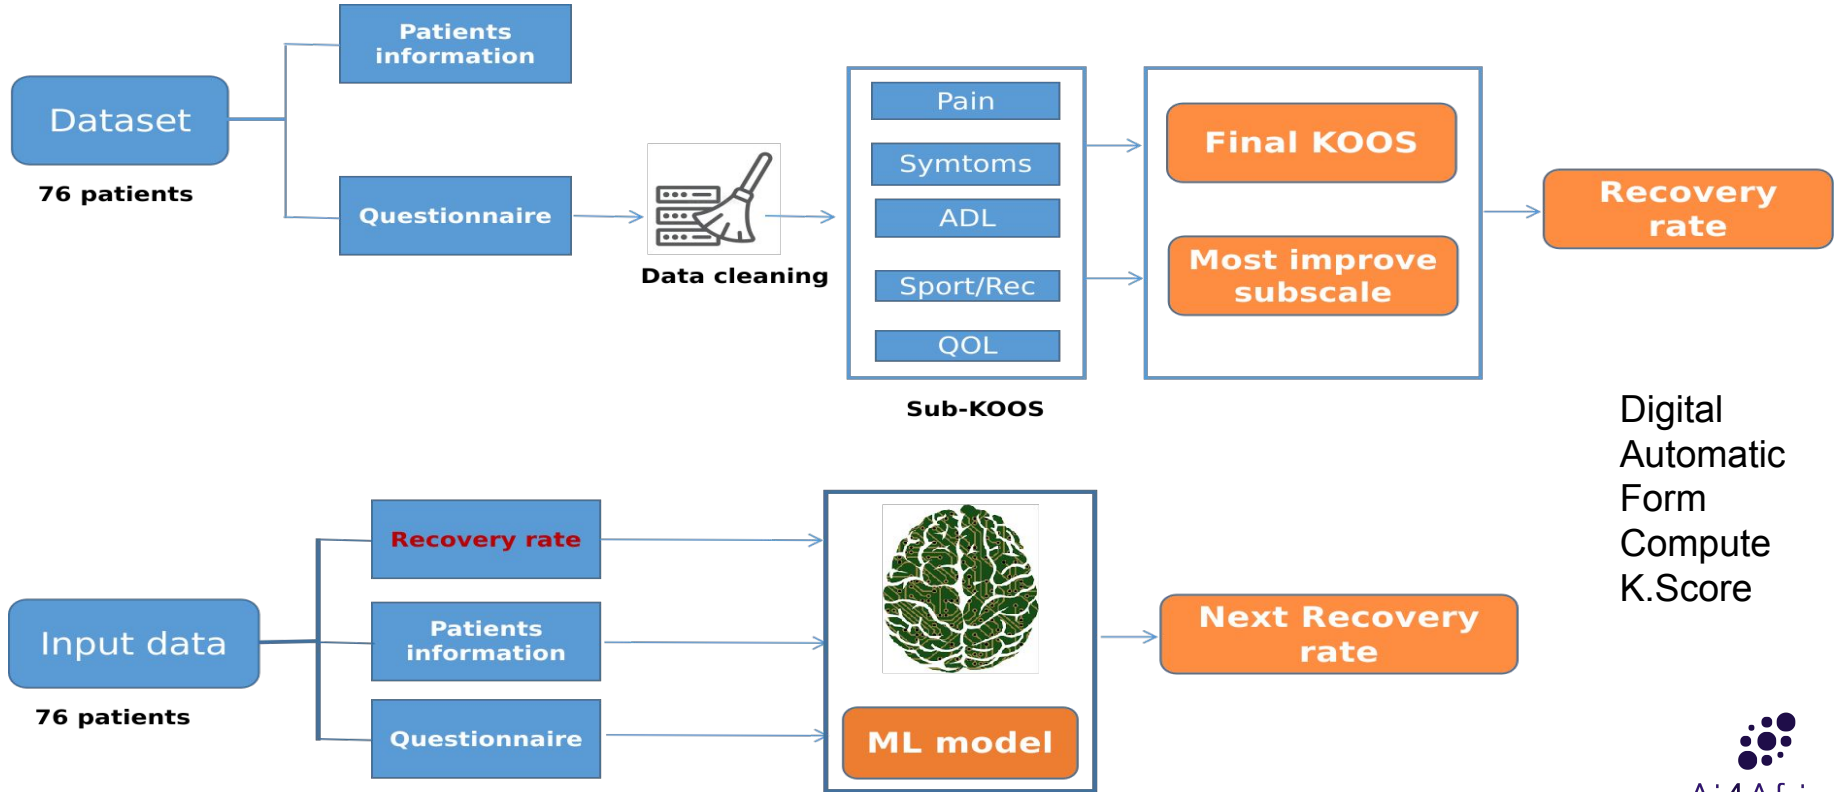 Patients
information
Dataset
76 patients
Questionnaire
Data cleaning
Pain
Symtoms
ADL
Sport/Rec
QOL
Sub-KOOS
Final KOOS
Most improve
subscale
Recovery
rate
Digital
Automatic
Form
Compute
K.Score
Input data
76 patients
Recovery rate
Patients
information
Questionnaire
ML model
Next Recovery
rate